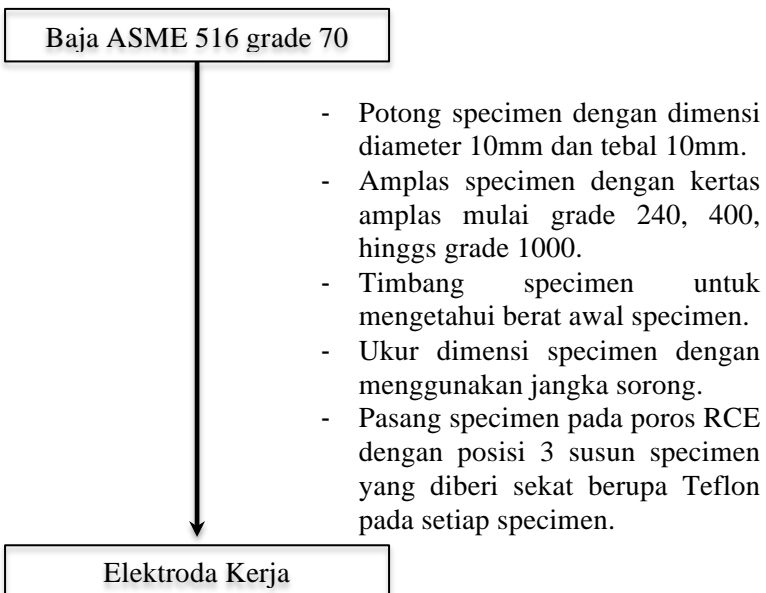 Baja ASME 516 grade 70
- Potong specimen dengan dimensi
diameter 10mm dan tebal 10mm.
- Amplas specimen dengan kertas
amplas mulai grade 240, 400,
hinggs grade 1000.
- Timbang specimen untuk
mengetahui berat awal specimen.
- Ukur dimensi specimen dengan
menggunakan jangka sorong.
- Pasang specimen pada poros RCE
dengan posisi 3 susun specimen
yang diberi sekat berupa Teflon
pada setiap specimen.
Elektroda Kerja